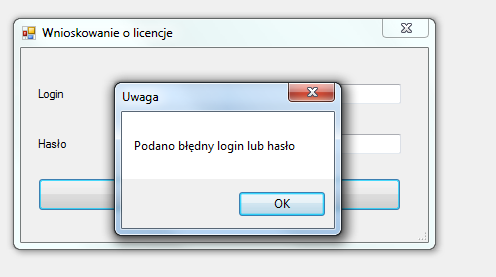 Wnioskowanie o licencje
Uwaga
Login
Podano błędny login lub hasło
Hasło
OK